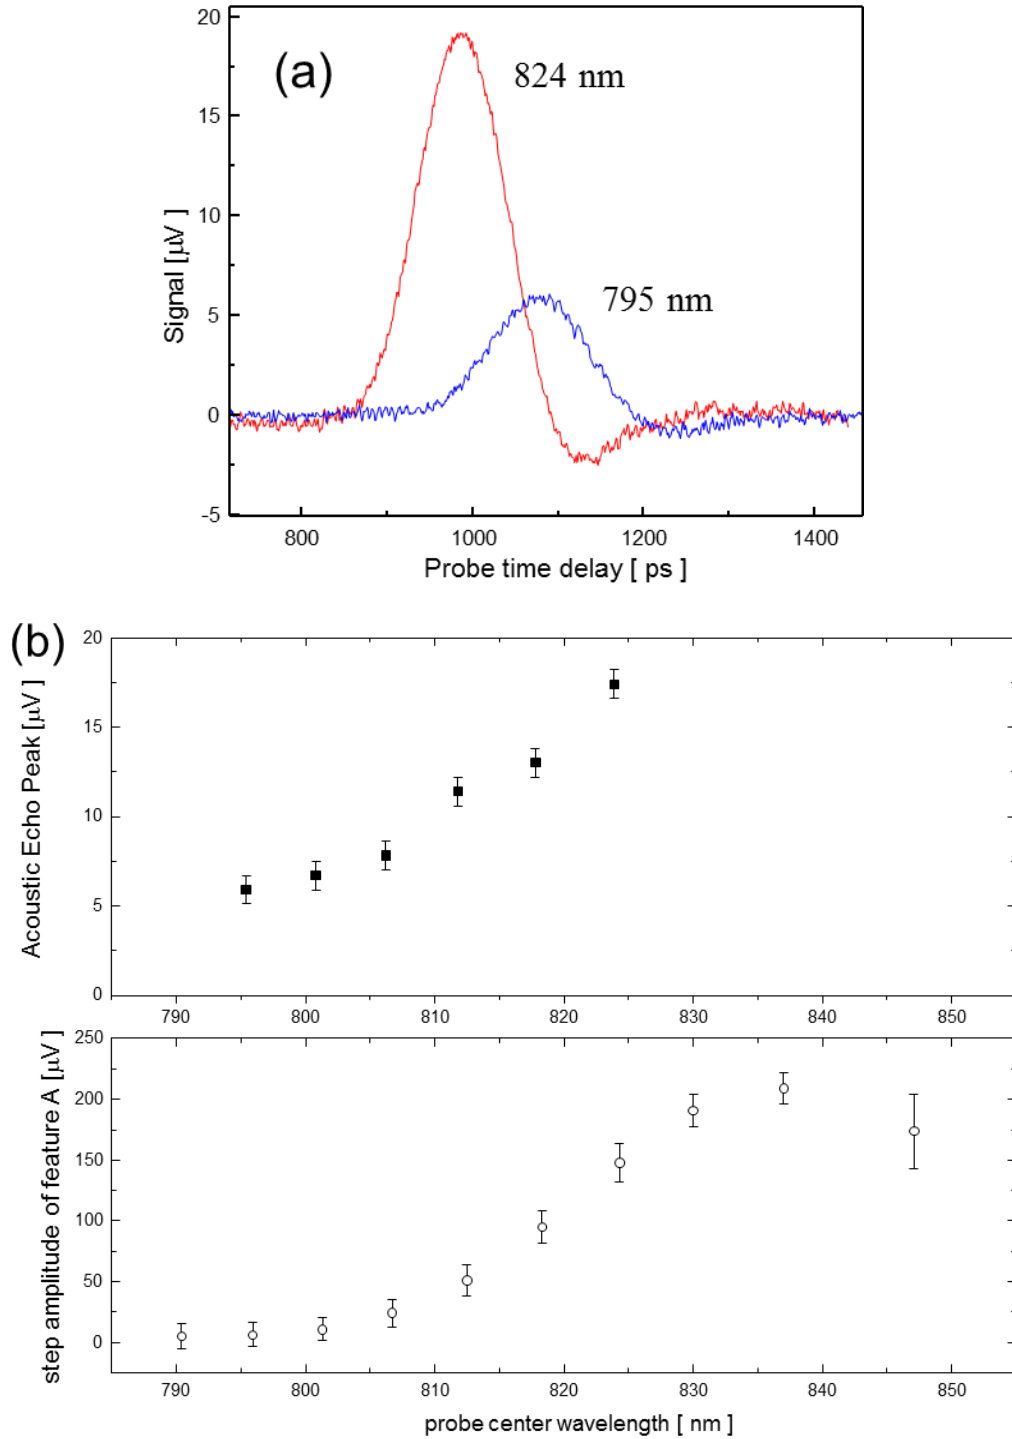 (a)
824 nm
795 nm
Signal [ μV ]
20
15
10
5
0
-5
800 1000 1200 1400
Probe time delay [ ps ]
(b)
Acoustic Echo Peak [μV ]
20
15
10
5
0
790 800 810 820 830 840 850
step amplitude of feature A [μV ]
250
200
150
100
50
0
790 800 810 820 830 840 850
probe center wavelength [ nm ]